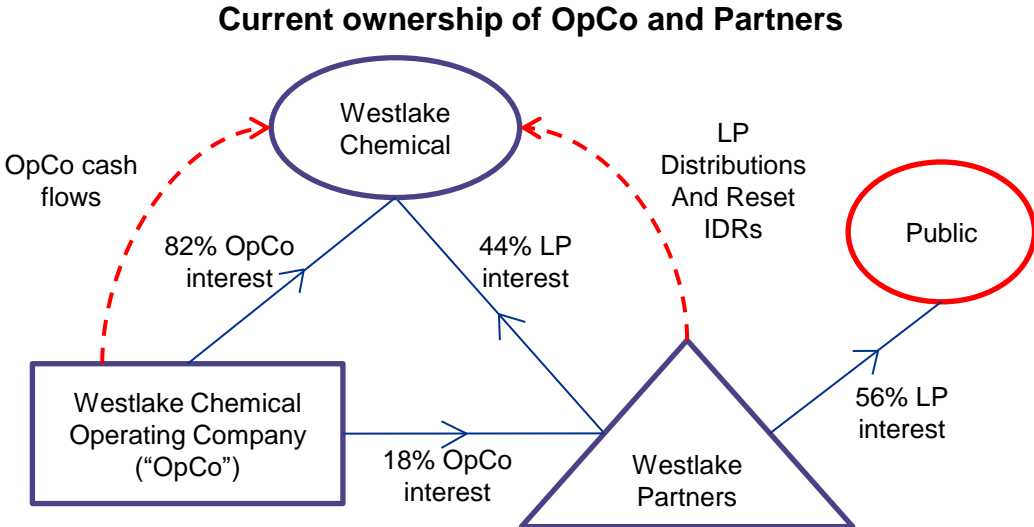 Current ownership of OpCo and Partners
Westlake
Chemical
OpCo cash
flows
LP
Distributions
And Reset
IDRs
Public
82% OpCo
interest
44% LP
interest
Westlake Chemical
Operating Company
(“OpCo”)
18% OpCo
interest
Westlake
Partners
56% LP
interest